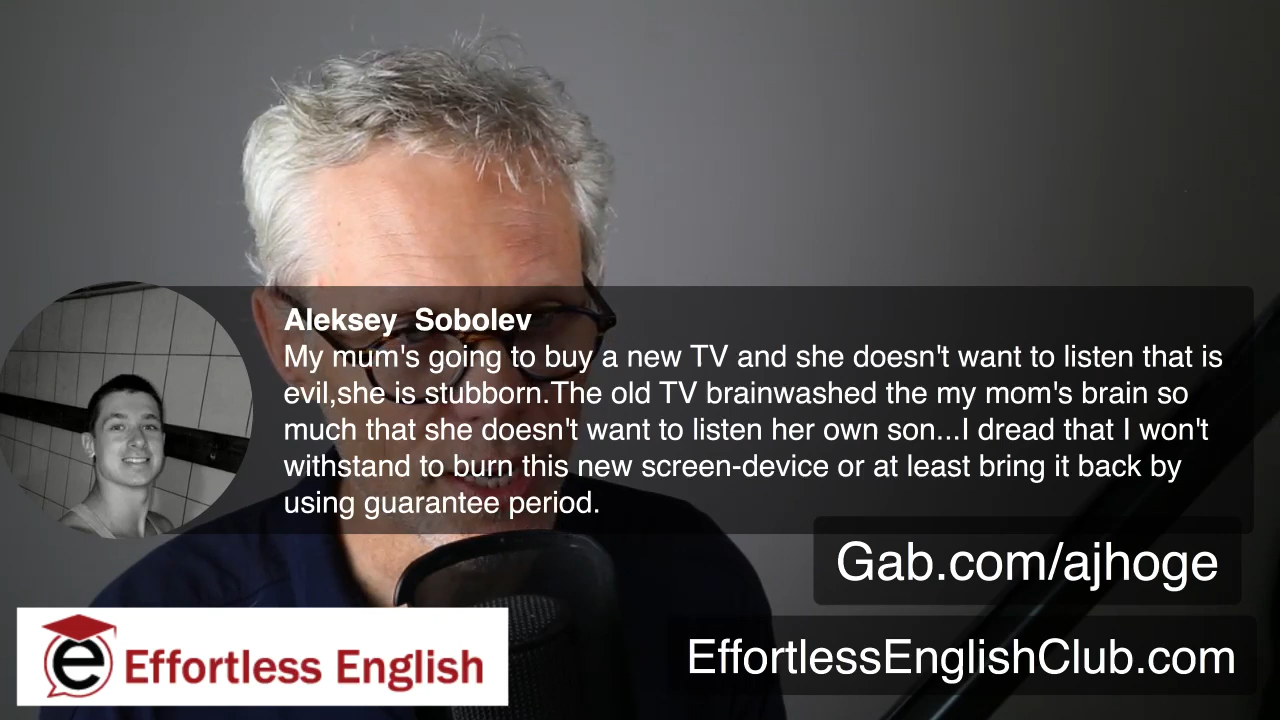 Aleksey  Sobolev
My mum's going to buy a new TV and she doesn't want to listen that is
evil,she is stubborn.The old TV brainwashed the my mom's brain so
much that she doesn't want to listen her own son...I dread that I won't
withstand to burn this new screen-device or at least bring it back by
using guarantee period.
Gab.com/ajhoge
e Effortless English
EffortlessEnglishClub.com